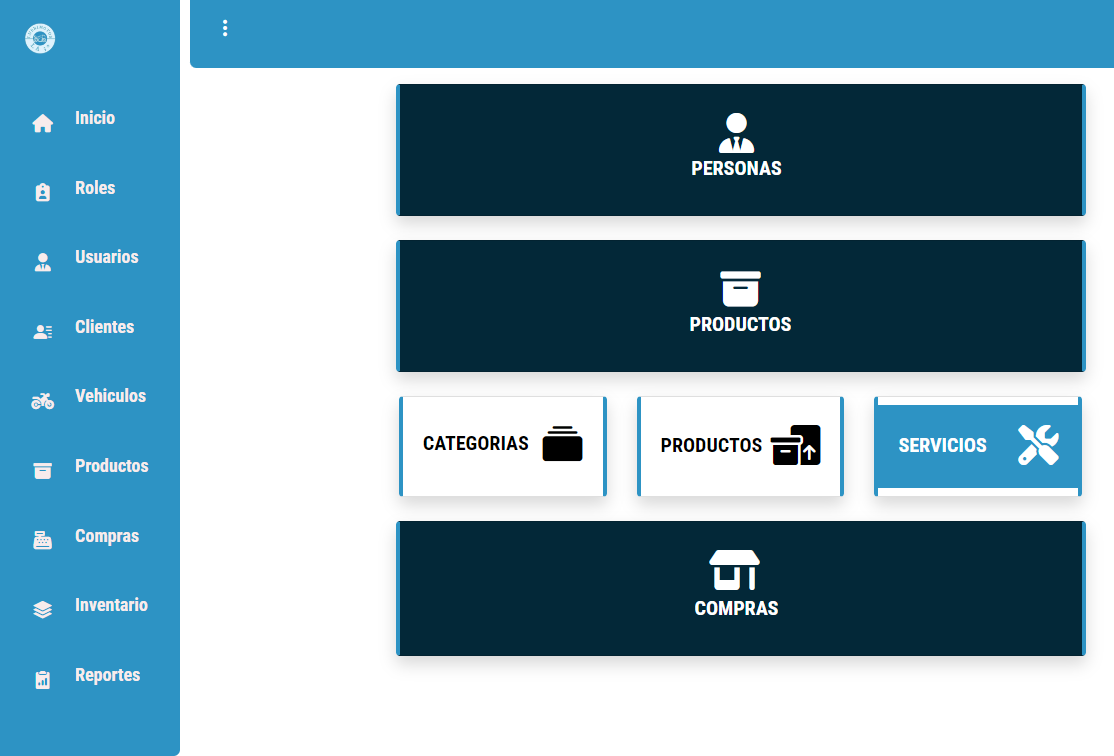 Inicio
Roles
Usuarios
Clientes
Vehiculos
Productos
Compras
Inventario
Reportes
PERSONAS
PRODUCTOS
CATEGORIAS
PRODUCTOS
SERVICIOS
COMPRAS